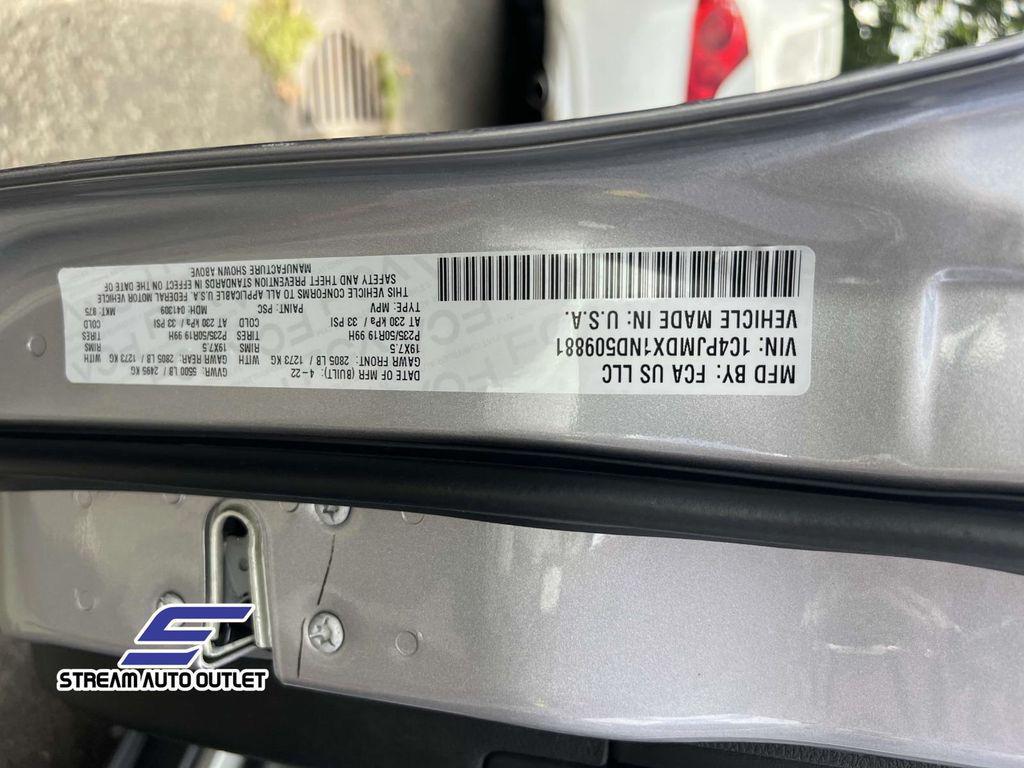 MFD BY: FCA US LLC
VIN: 1C4PJMDX1ND509881
VEHICLE MADE IN: U.S.A.
DATE OF MFR (BUILT): 4-22 GVWR: 5500 LB / 2495 KG
GAWR FRONT: 2805 LB / 1273 KG WITH GAWR REAR: 2805 LB / 1273 KG WITH
19X7.5 RIMS 19X7.5 RIMS
P235/50R19 99H TIRES P235/50R19 99H TIRES
AT 230 kPa / 33 PSI COLD AT 230 kPa / 33 PSI COLD
TYPE: MPV PAINT: PSC MDH: 041309 MKT: 975
THIS VEHICLE CONFORMS TO ALL APPLICABLE U.S.A. FEDERAL MOTOR VEHICLE
SAFETY AND THEFT PREVENTION STANDARDS IN EFFECT ON THE DATE OF
MANUFACTURE SHOWN ABOVE
STREAM AUTO OUTLET